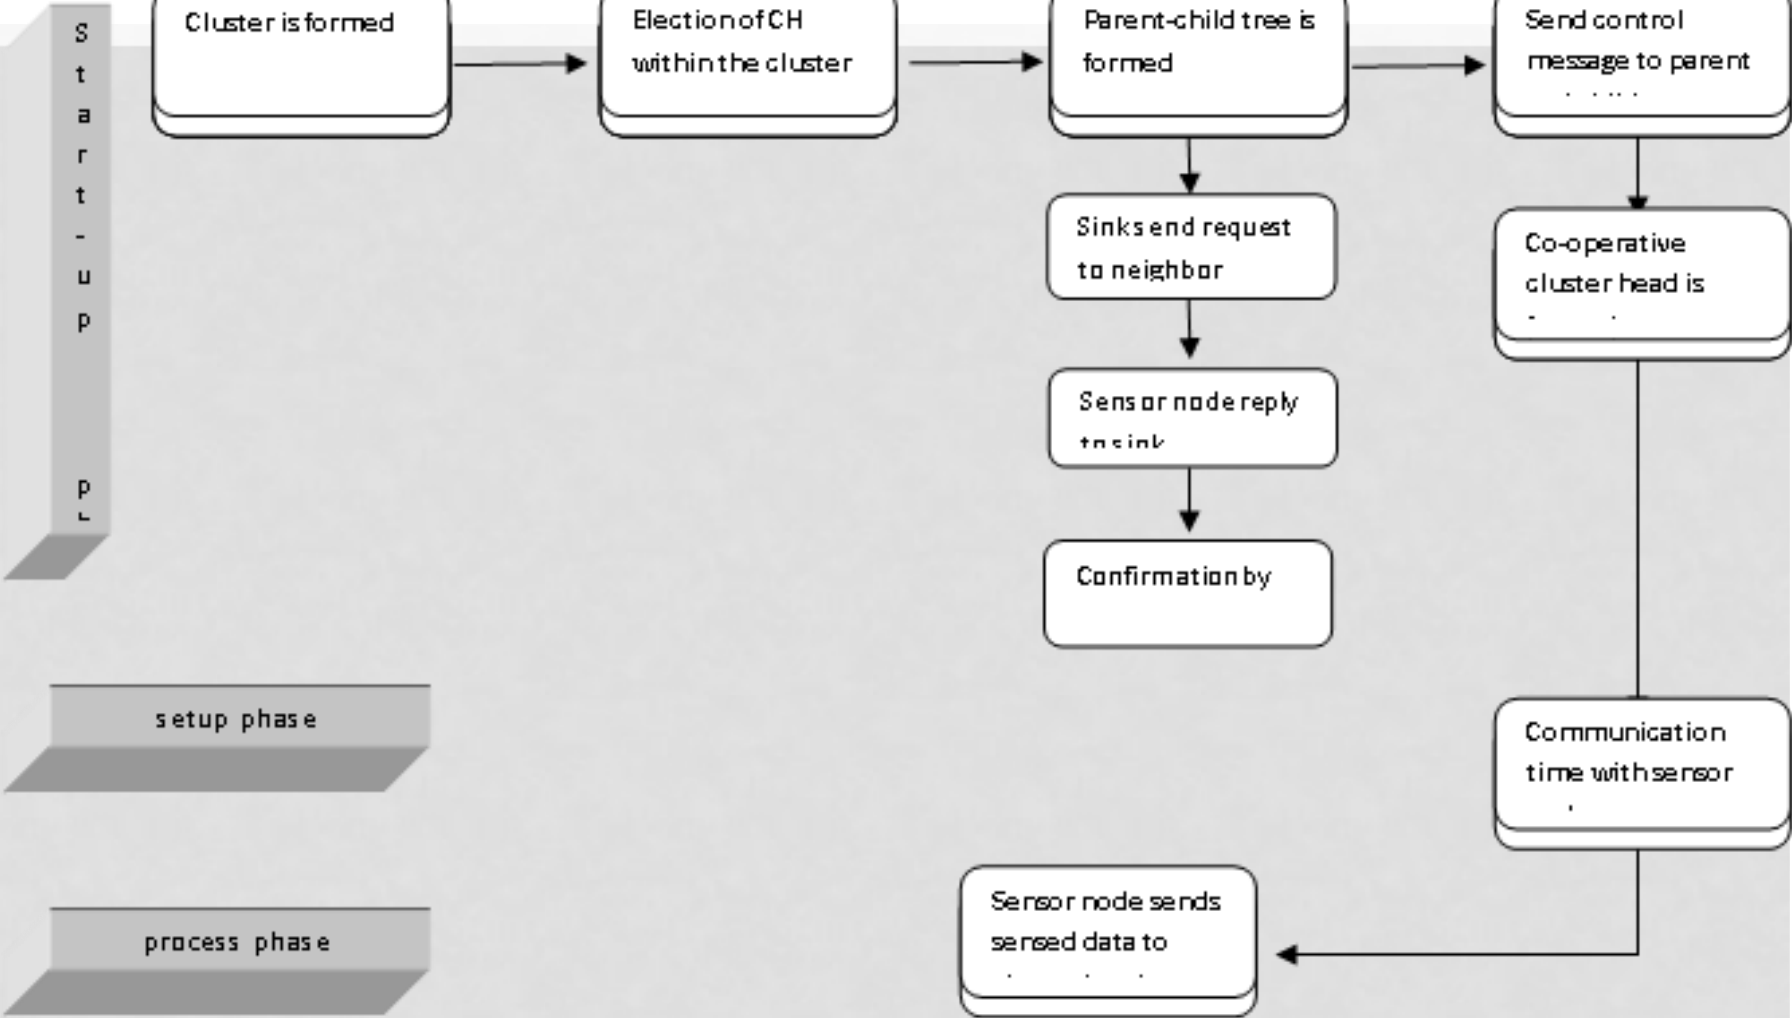 Start-up
P
Cluster is formed
Election of CH
within the cluster
Parent-child tree is
formed
Send control
message to parent
Sink send request
to neighbor
Co-operative
cluster head is
Sensor node reply
to sink
Confirmation by
setup phase
Communication
time with sensor
process phase
Sensor node sends
sensed data to